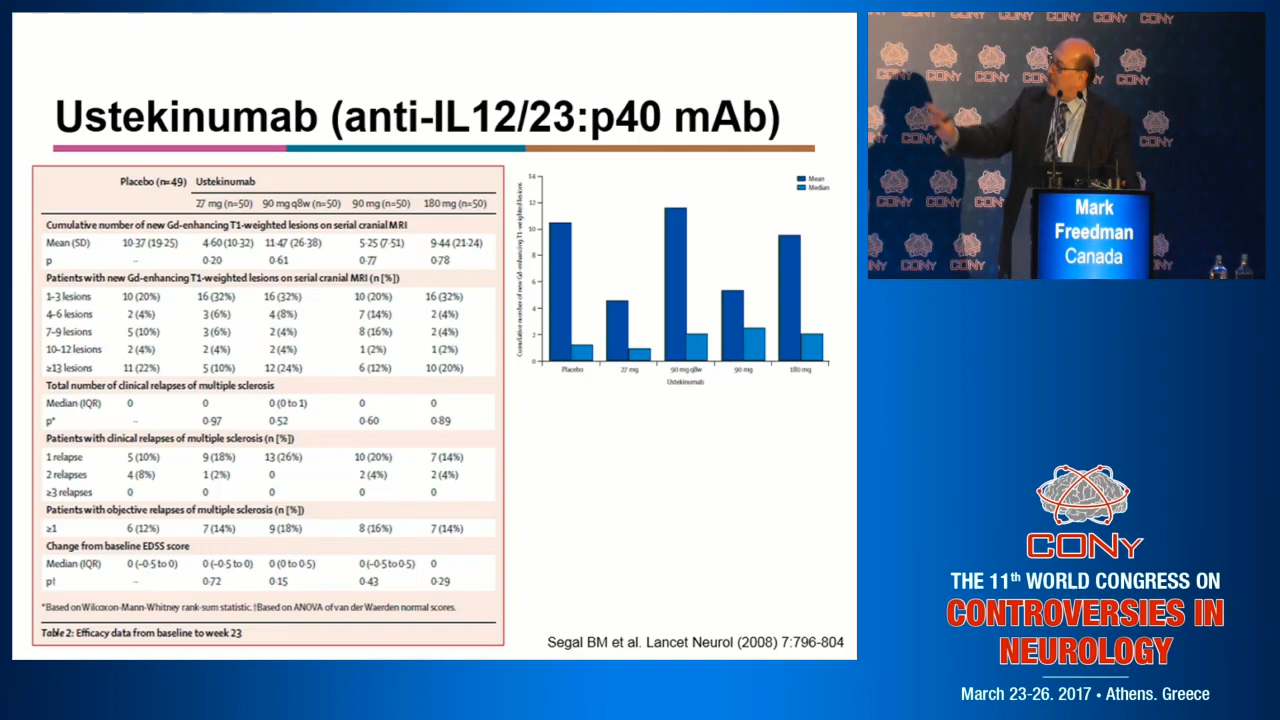 Ustekinumab (anti-IL12/23:p40 mAb)
Placebo (n=49) Ustekinumab
27 mg (n=50) 90 mg q8w (n=50) 90 mg (n=50) 180 mg (n=50)
Cumulative number of new Gd-enhancing T1-weighted lesions on serial cranial MRI
Mean (SD) 10·37 (19·25) 4·60 (10·32) 11·47 (26·38) 5·25 (7·51) 9·44 (21·24)
p ·· 0·20 0·61 0·77 0·78
Patients with new Gd-enhancing T1-weighted lesions on serial cranial MRI (n [%])
1-3 lesions 10 (20%) 16 (32%) 16 (32%) 10 (20%) 16 (32%)
4-6 lesions 2 (4%) 3 (6%) 4 (8%) 7 (14%) 2 (4%)
7-9 lesions 5 (10%) 3 (6%) 2 (4%) 8 (16%) 2 (4%)
10-12 lesions 2 (4%) 2 (4%) 2 (4%) 1 (2%) 1 (2%)
≥13 lesions 11 (22%) 5 (10%) 12 (24%) 6 (12%) 10 (20%)
Total number of clinical relapses of multiple sclerosis
Median (IQR) 0 0 0 (0 to 1) 0 0
p* ·· 0·97 0·52 0·60 0·89
Patients with clinical relapses of multiple sclerosis (n [%])
1 relapse 5 (10%) 9 (18%) 13 (26%) 10 (20%) 7 (14%)
2 relapses 4 (8%) 1 (2%) 0 2 (4%) 2 (4%)
≥3 relapses 0 0 0 0 0
Patients with objective relapses of multiple sclerosis (n [%])
≥1 6 (12%) 7 (14%) 9 (18%) 8 (16%) 7 (14%)
Change from baseline EDSS score
Median (IQR) 0 (–0·5 to 0) 0 (–0·5 to 0) 0 (0 to 0·5) 0 (–0·5 to 0·5) 0
p† ·· 0·72 0·15 0·43 0·29
*Based on Wilcoxon-Mann-Whitney rank-sum statistic. †Based on ANOVA of van der Waerden normal scores.
Table 2: Efficacy data from baseline to week 23
Cumulative number of new Gd-enhancing T1-weighted lesions
14
12
10
8
6
4
2
0
Mean
Median
Placebo 27 mg 90 mg q8w 90 mg 180 mg
Ustekinumab
Segal BM et al. Lancet Neurol (2008) 7:796-804
CONy
CONy
CONy
CONy
CONy
CONy
CONy
Mark
Freedman
Canada
CONy
THE 11th WORLD CONGRESS ON
CONTROVERSIES IN
NEUROLOGY
March 23-26. 2017 • Athens. Greece